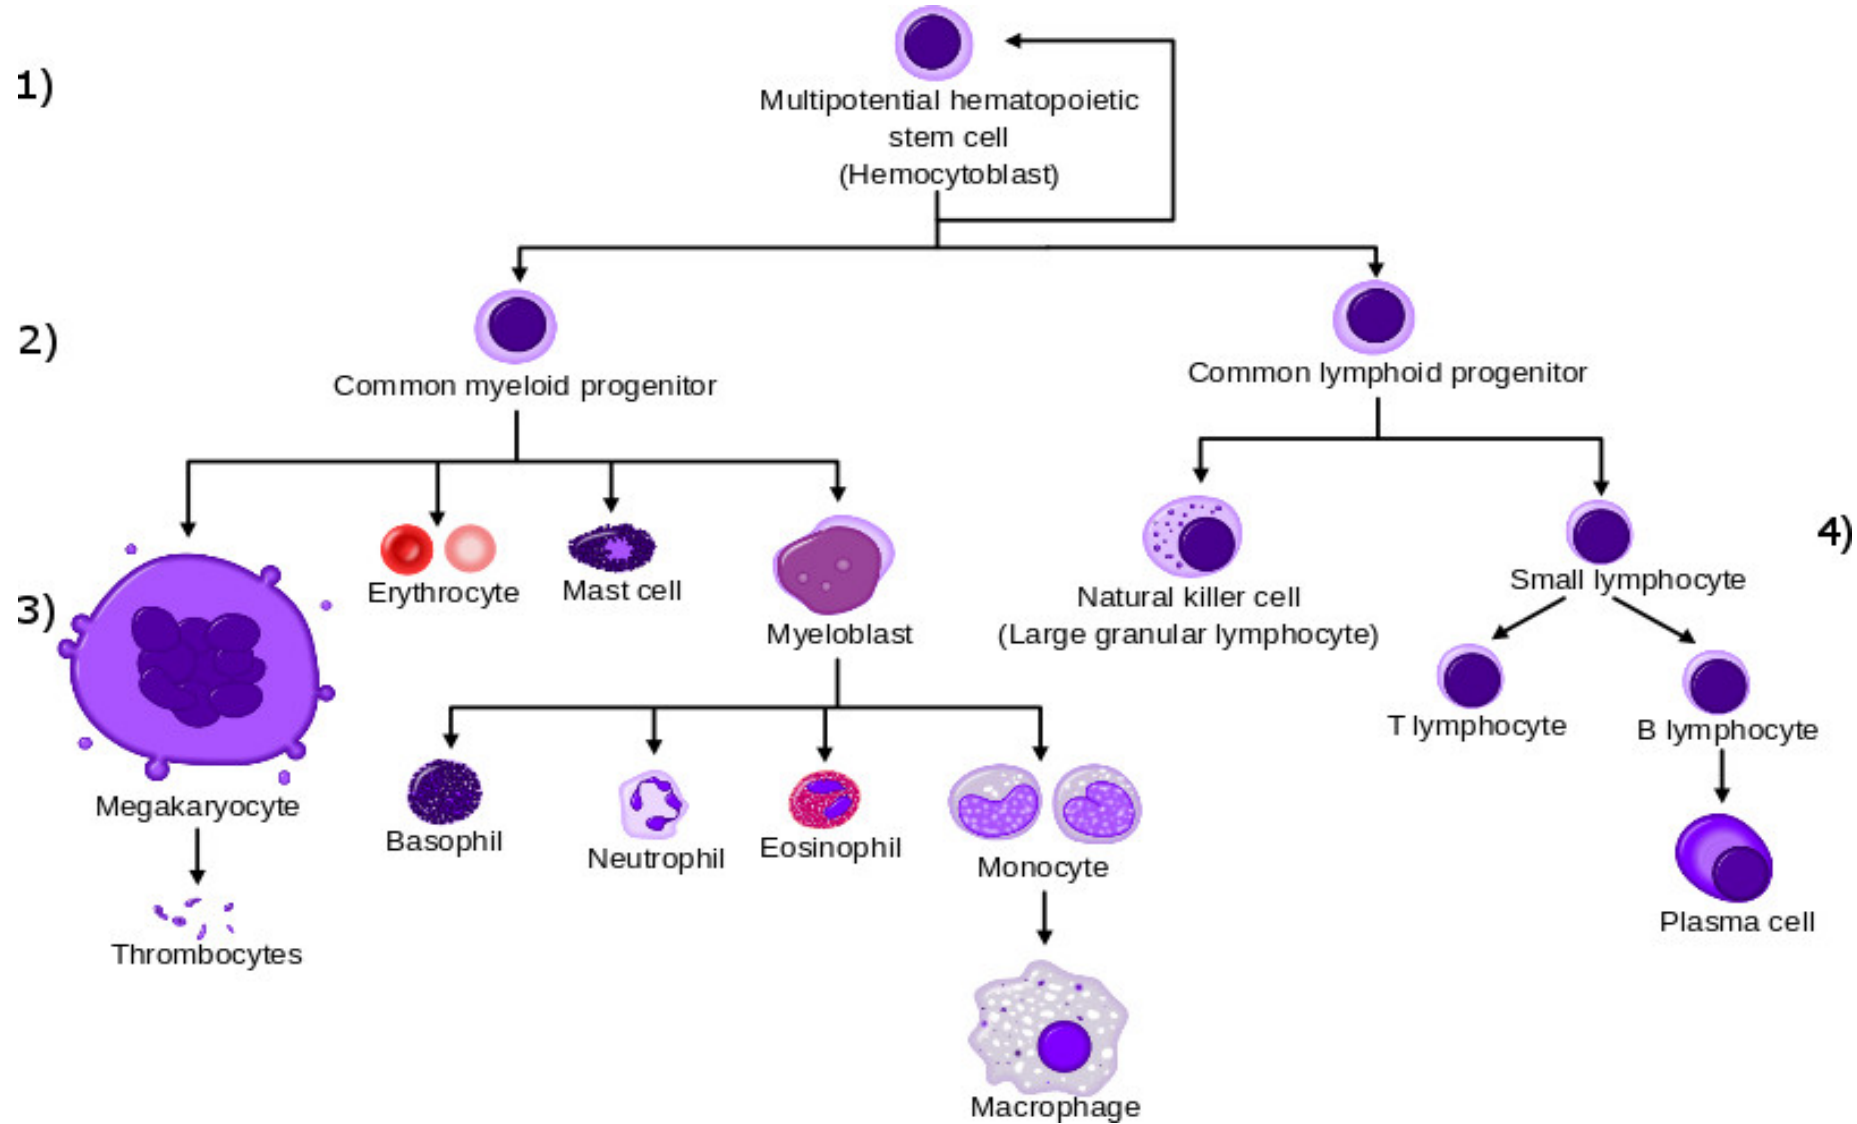 1)
Multipotential hematopoietic
stem cell
(Hemocytoblast)
2)
Common myeloid progenitor
Common lymphoid progenitor
3)
4)
Erythrocyte
Mast cell
Myeloblast
Natural killer cell
(Large granular lymphocyte)
Small lymphocyte
T lymphocyte
B lymphocyte
Megakaryocyte
Basophil
Neutrophil
Eosinophil
Monocyte
Plasma cell
Thrombocytes
Macrophage